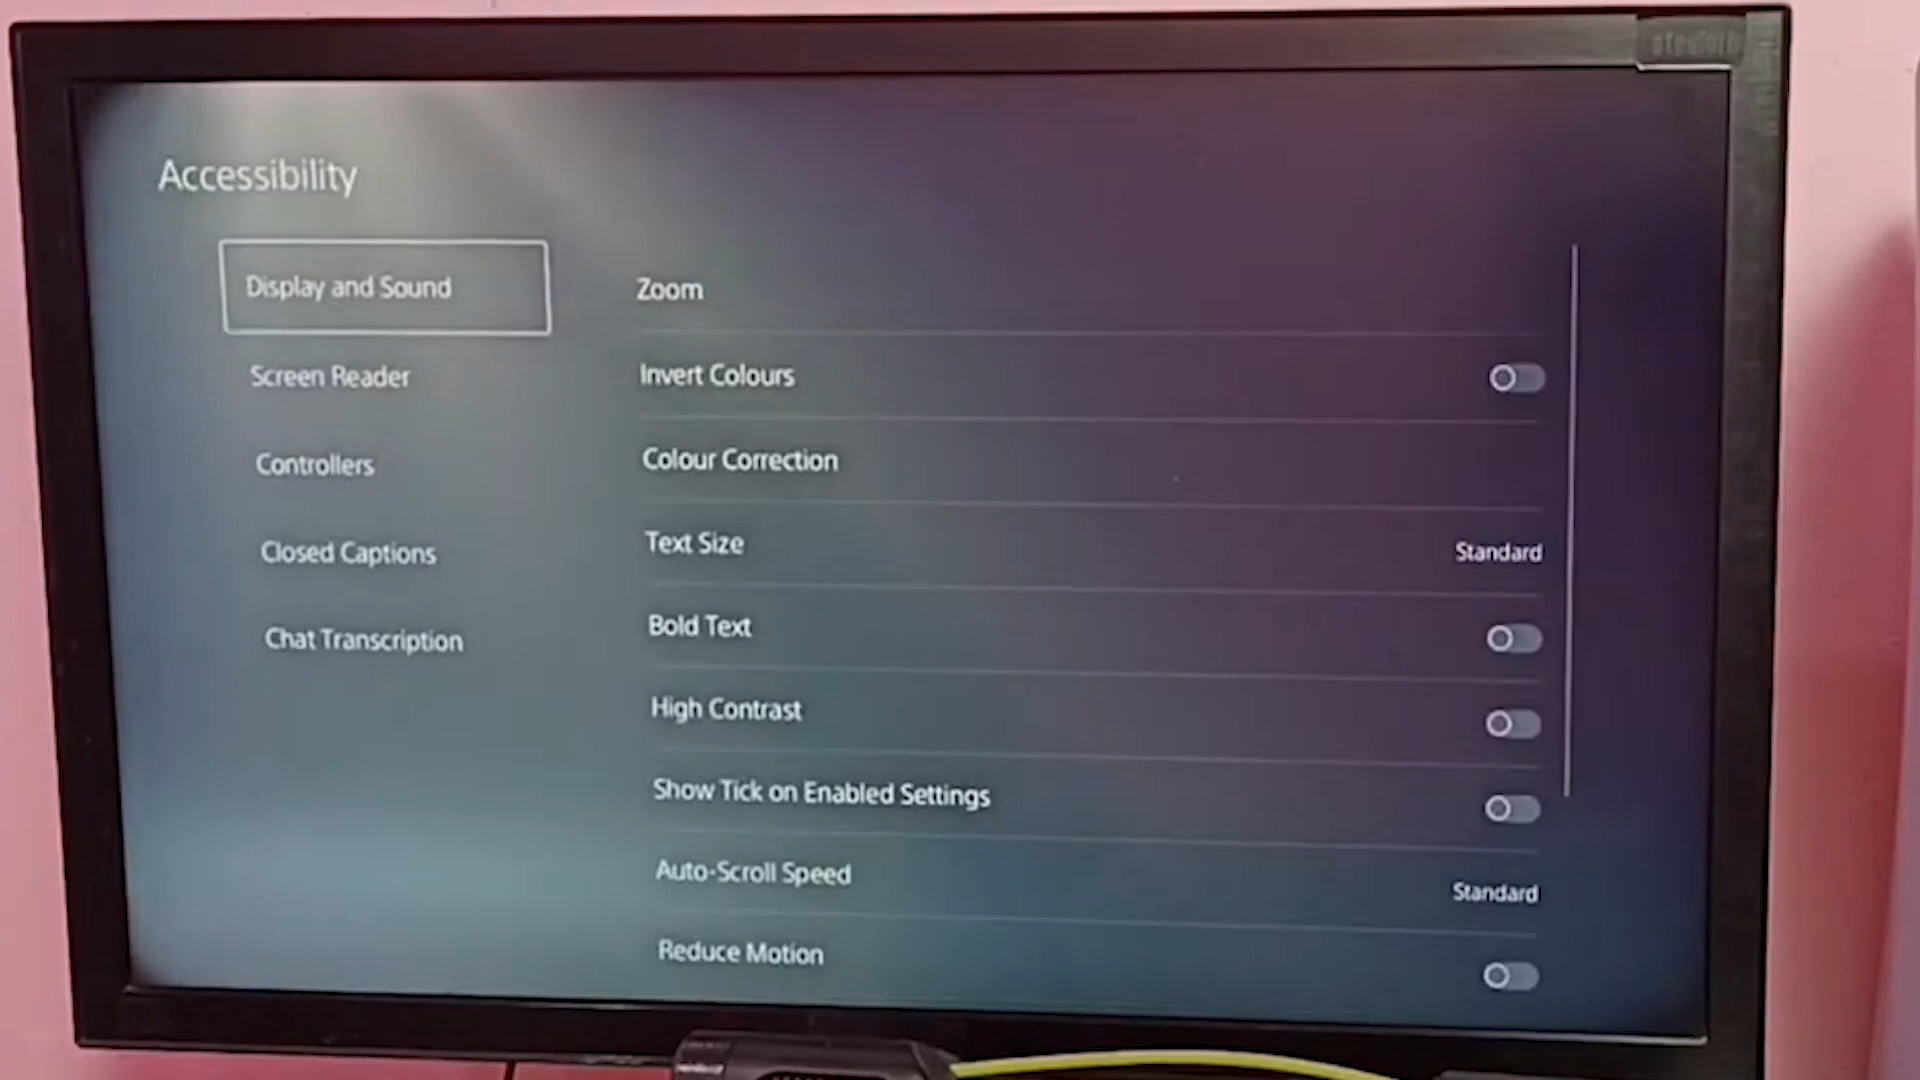 Accessibility
Display and Sound
Screen Reader
Controllers
Closed Captions
Chat Transcription
Zoom
Invert Colours
Colour Correction
Text Size Standard
Bold Text
High Contrast
Show Tick on Enabled Settings
Auto-Scroll Speed Standard
Reduce Motion